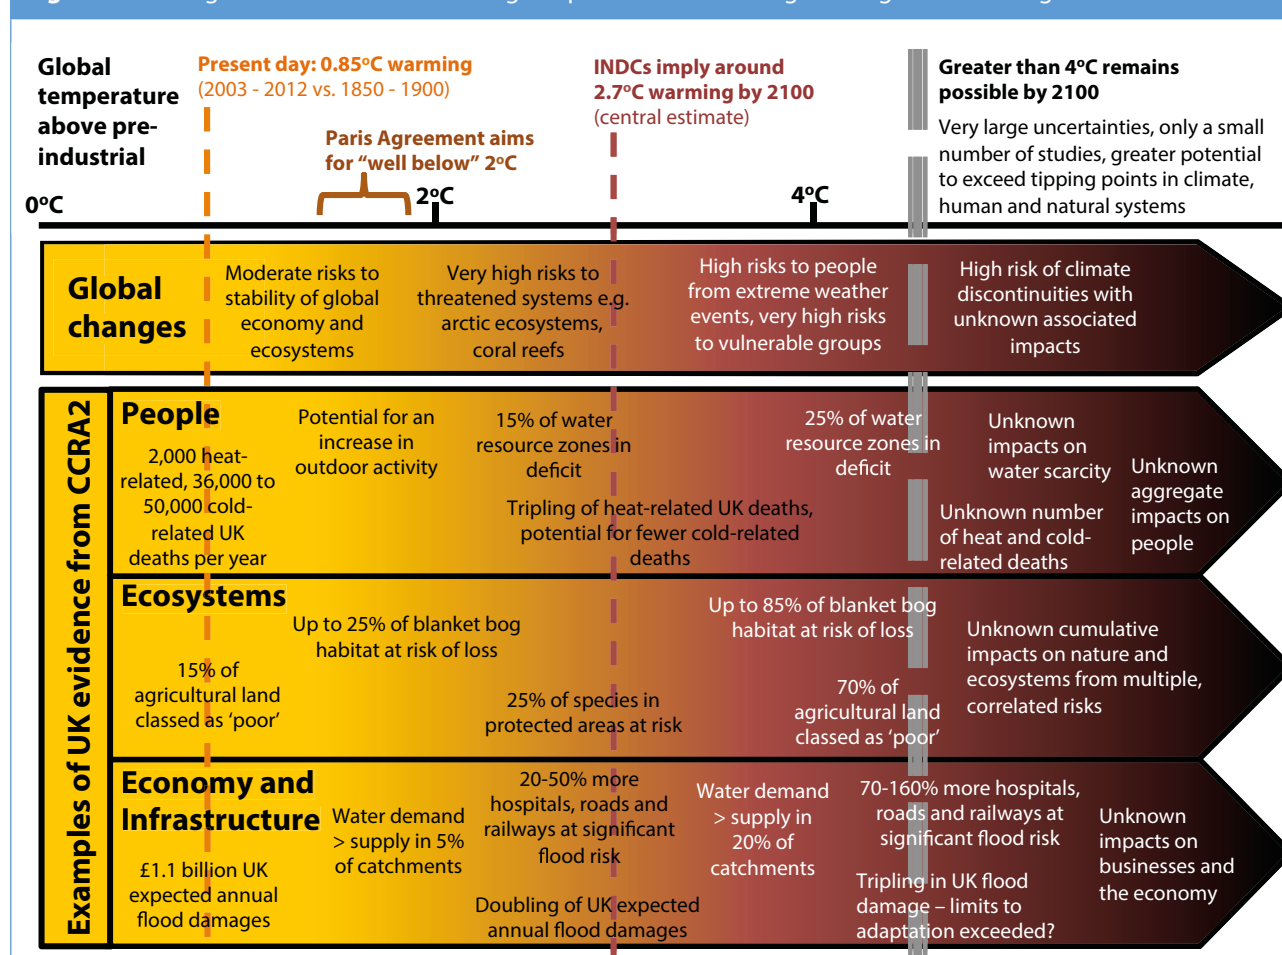 Global
temperature
above pre-
industrial
Present day: 0.85ºC warming
(2003 - 2012 vs. 1850 - 1900)
Paris Agreement aims
for “well below” 2ºC
INDCs imply around
2.7ºC warming by 2100
(central estimate)
Greater than 4ºC remains
possible by 2100
Very large uncertainties, only a small
number of studies, greater potential
to exceed tipping points in climate,
human and natural systems
0ºC
2ºC
4ºC
Global
changes
Moderate risks to
stability of global
economy and
ecosystems
Very high risks to
threatened systems e.g.
arctic ecosystems,
coral reefs
High risks to people
from extreme weather
events, very high risks
to vulnerable groups
High risk of climate
discontinuities with
unknown associated
impacts
Examples of UK evidence from CCRA2
People
2,000 heat-
related, 36,000 to
50,000 cold-
related UK
deaths per year
Potential for an
increase in
outdoor activity
15% of water
resource zones in
deficit
Tripling of heat-related UK deaths,
potential for fewer cold-related
deaths
25% of water
resource zones in
deficit
Unknown
impacts on
water scarcity
Unknown number
of heat and cold-
related deaths
Unknown
aggregate
impacts on
people
Ecosystems
15% of
agricultural land
classed as ‘poor’
Up to 25% of blanket bog
habitat at risk of loss
25% of species in
protected areas at risk
Up to 85% of blanket bog
habitat at risk of loss
70% of
agricultural land
classed as ‘poor’
Unknown cumulative
impacts on nature and
ecosystems from multiple,
correlated risks
Economy and
Infrastructure
£1.1 billion UK
expected annual
flood damages
Water demand
> supply in 5%
of catchments
20-50% more
hospitals, roads and
railways at significant
flood risk
Doubling of UK expected
annual flood damages
Water demand
> supply in
20% of
catchments
70-160% more hospitals,
roads and railways at
significant flood risk
Tripling in UK flood
damage – limits to
adaptation exceeded?
Unknown
impacts on
businesses and
the economy